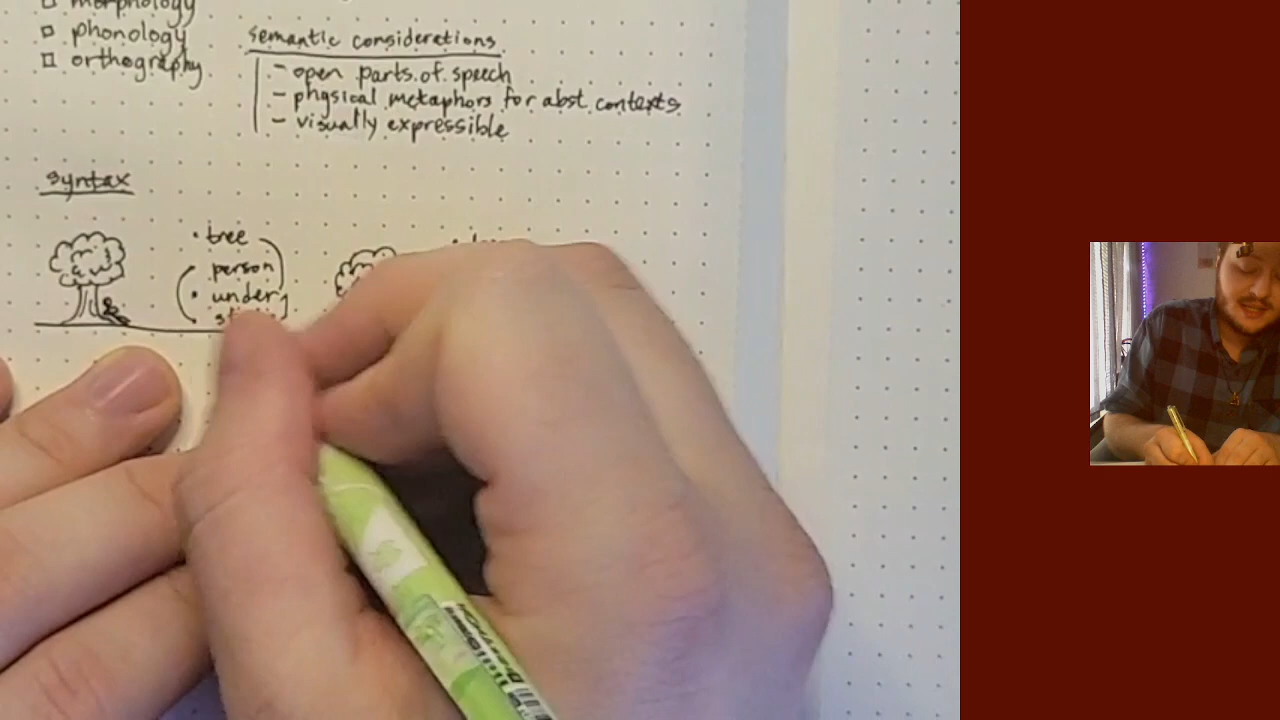 morphology
phonology
orthography
semantic considerations
- open parts of speech
- physical metaphors for abst. contexts
- visually expressible
syntax
• tree
person
• under